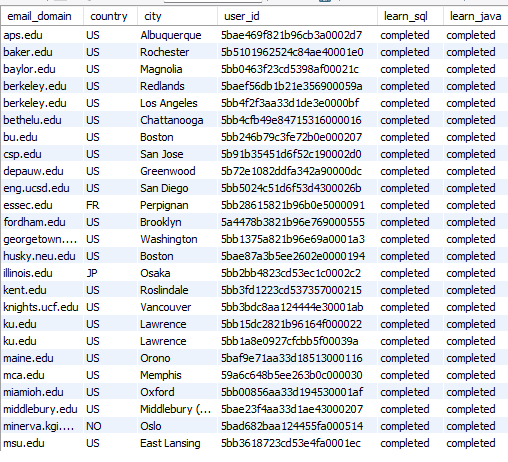 email_domain country city user_id learn_sql learn_java
aps.edu US Albuquerque 5bae469f821b96cb3a0002d7 completed completed
baker.edu US Rochester 5b5101962524c84ae40001e0 completed completed
baylor.edu US Magnolia 5bb0463f23cd5398af00021c completed completed
berkeley.edu US Redlands 5baef56db1b21e356900059a completed completed
berkeley.edu US Los Angeles 5bb4f2f3aa33d1de3e0000bf completed completed
bethelu.edu US Chattanooga 5bb4cfb49e84715316000016 completed completed
bu.edu US Boston 5bb246b79c3fe72b0e000207 completed completed
csp.edu US San Jose 5b91b35451d6f52c190002d0 completed completed
depauw.edu US Greenwood 5b72e1082ddfa342a90000dc completed completed
eng.ucsd.edu US San Diego 5bb5024c51d6f53d4300026b completed completed
essec.edu FR Perpignan 5bb28615821b96b0e5000091 completed completed
fordham.edu US Brooklyn 5a4478b3821b96e769000555 completed completed
georgetown.... US Washington 5bb1375a821b96e69a0001a3 completed completed
husky.neu.edu US Boston 5bae87a3b5ee2602e0000194 completed completed
illinois.edu JP Osaka 5bb2bb4823cd53ec1c0002c2 completed completed
kent.edu US Roslindale 5bb3fd1223cd537357000215 completed completed
knights.ucf.edu US Vancouver 5bb3bdc8aa124444e30001ab completed completed
ku.edu US Lawrence 5bb15dc2821b96164f000022 completed completed
ku.edu US Lawrence 5bb1a8e0927cfcbb5f00039a completed completed
maine.edu US Orono 5baf9e71aa33d18513000116 completed completed
mca.edu US Memphis 59a6c648b5ee263b0c000030 completed completed
miamioh.edu US Oxford 5bb00856aa33d194530001af completed completed
middlebury.edu US Middlebury (... 5bae23f4aa33d1ae43000207 completed completed
minerva.kgi.... NO Oslo 5bad682baa124455fa000514 completed completed
msu.edu US East Lansing 5bb3618723cd53e4fa0001ec completed completed